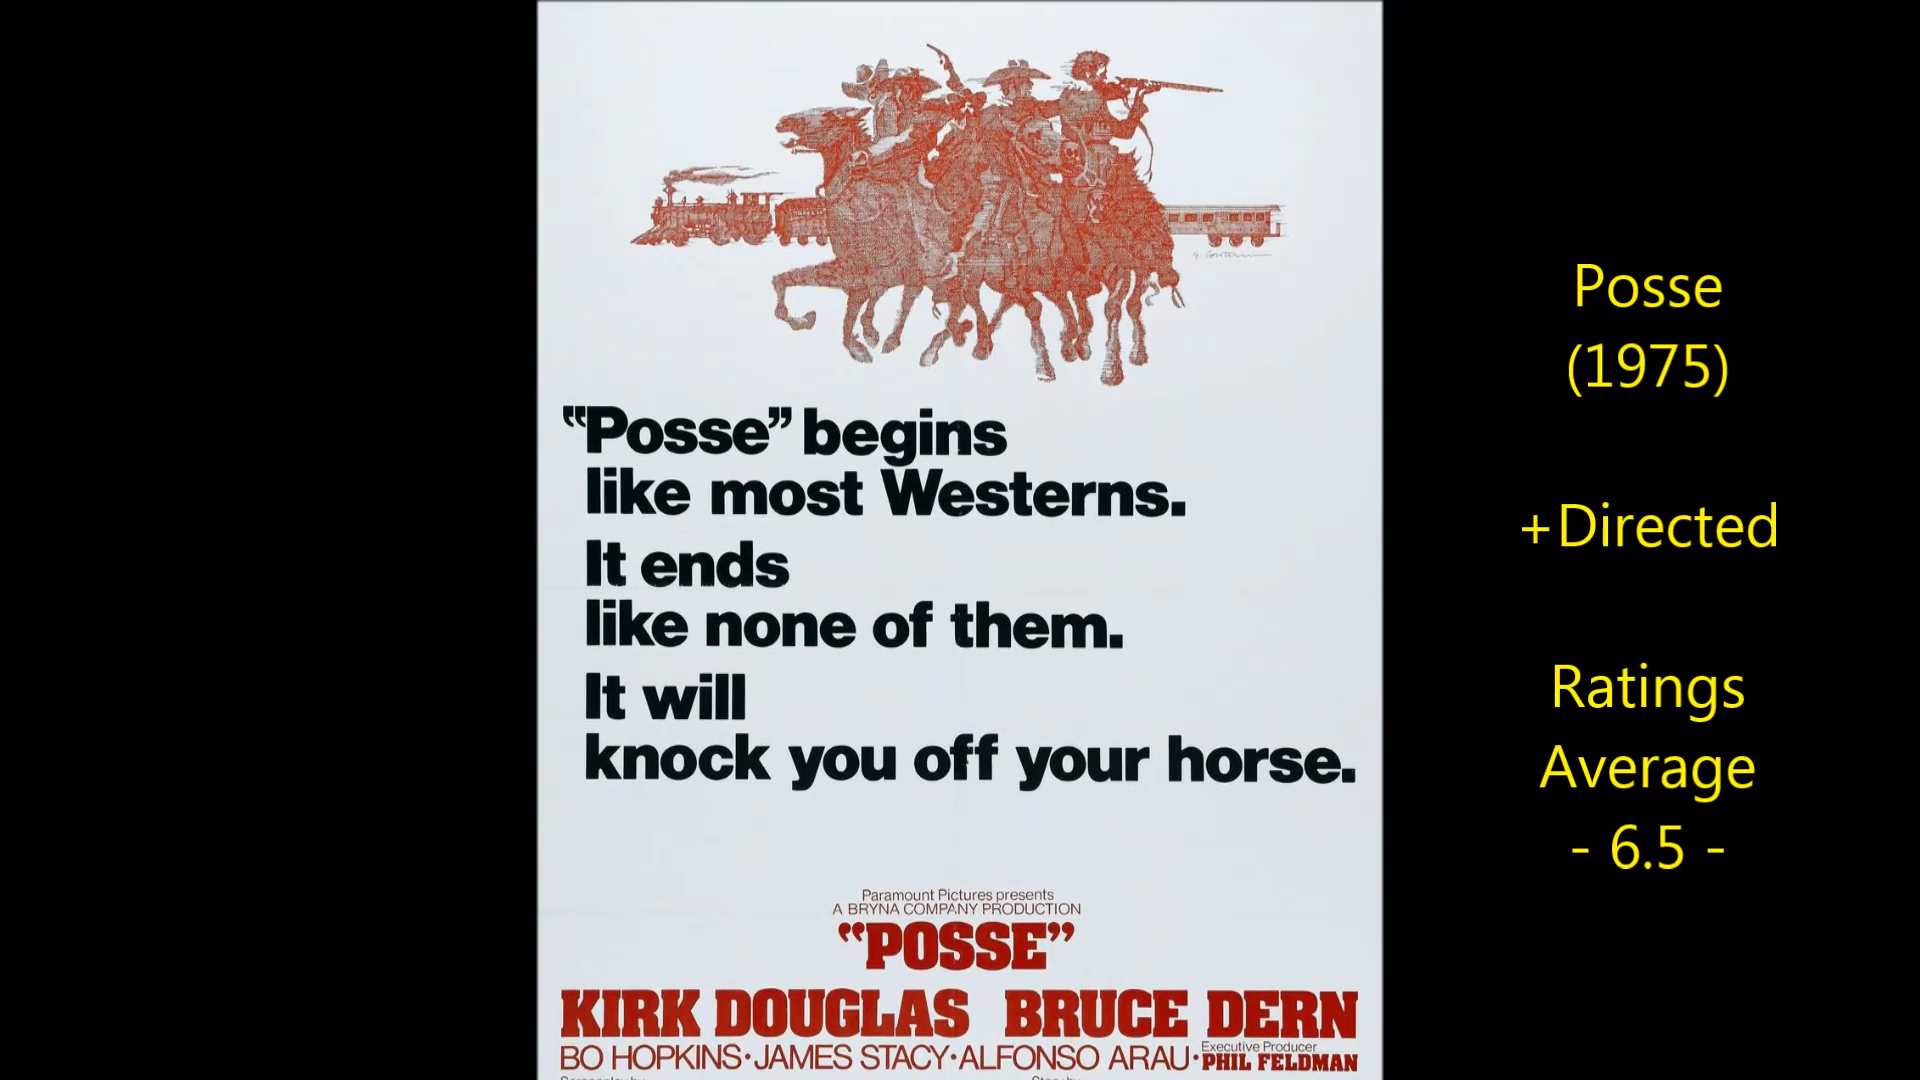 “Posse” begins
like most Westerns.
It ends
like none of them.
It will
knock you off your horse.
Paramount Pictures presents
A BRYNA COMPANY PRODUCTION
“POSSE”
KIRK DOUGLAS BRUCE DERN
BO HOPKINS·JAMES STACY·ALFONSO ARAU· Executive Producer PHIL FELDMAN
Posse
(1975)
+Directed
Ratings
Average
- 6.5 -